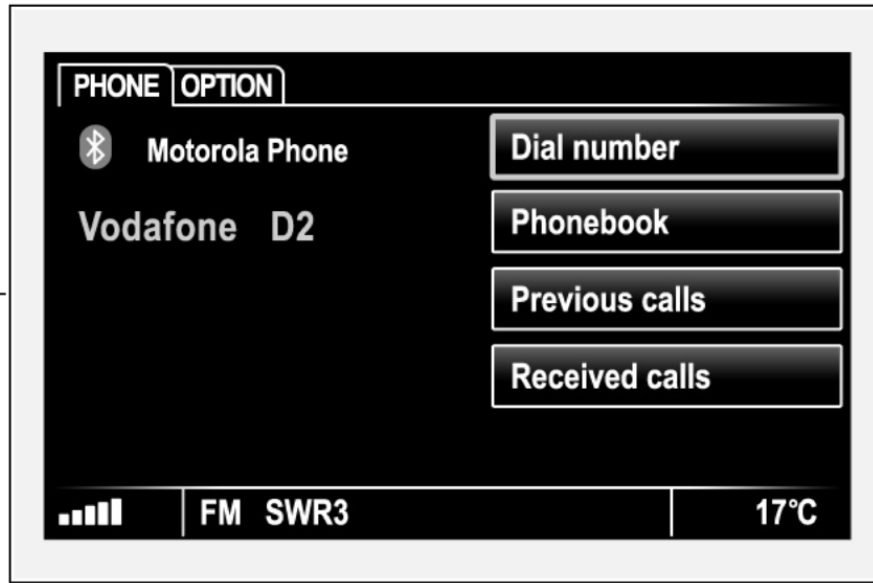 PHONE OPTION
Motorola Phone
Vodafone D2
Dial number
Phonebook
Previous calls
Received calls
FM SWR3
17°C